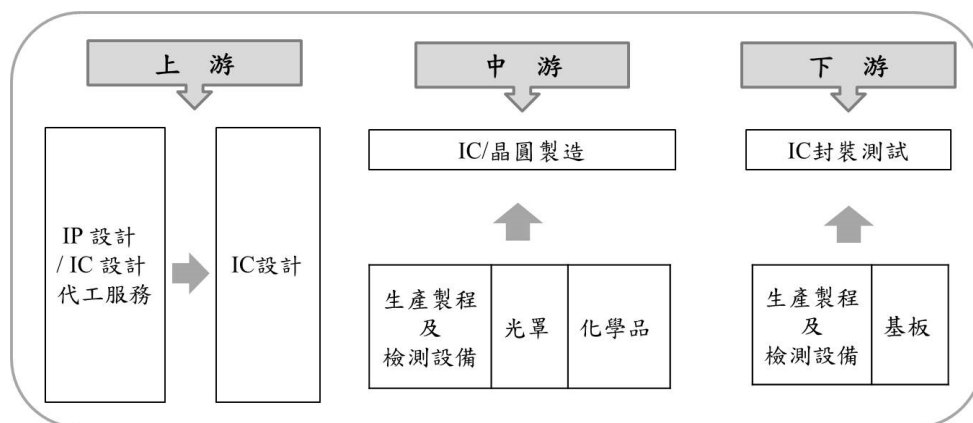 上 游
中 游
下 游
IP 設計
/ IC 設計
代工服務
IC設計
IC/晶圓製造
生產製程
及
檢測設備
光罩
化學品
IC封裝測試
生產製程
及
檢測設備
基板